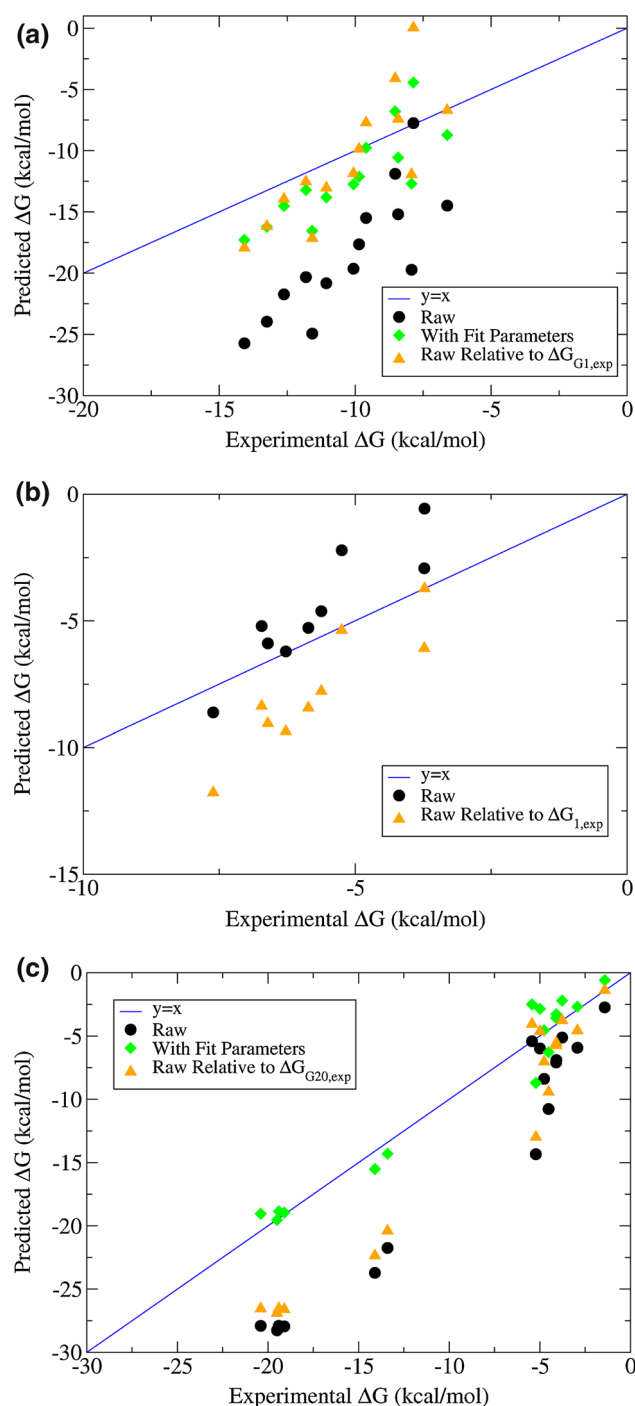 (a)
0
-5
-10
-15
-20
-25
-30
Predicted ΔG (kcal/mol)
y=x
Raw
With Fit Parameters
Raw Relative to ΔG_G1,exp
-20
-15
-10
-5
0
Experimental ΔG (kcal/mol)
(b)
0
-5
-10
-15
Predicted ΔG (kcal/mol)
y=x
Raw
Raw Relative to ΔG_1,exp
-10
-5
0
Experimental ΔG (kcal/mol)
(c)
0
-5
-10
-15
-20
-25
-30
Predicted ΔG (kcal/mol)
y=x
Raw
With Fit Parameters
Raw Relative to ΔG_G20,exp
-30
-25
-20
-15
-10
-5
0
Experimental ΔG (kcal/mol)